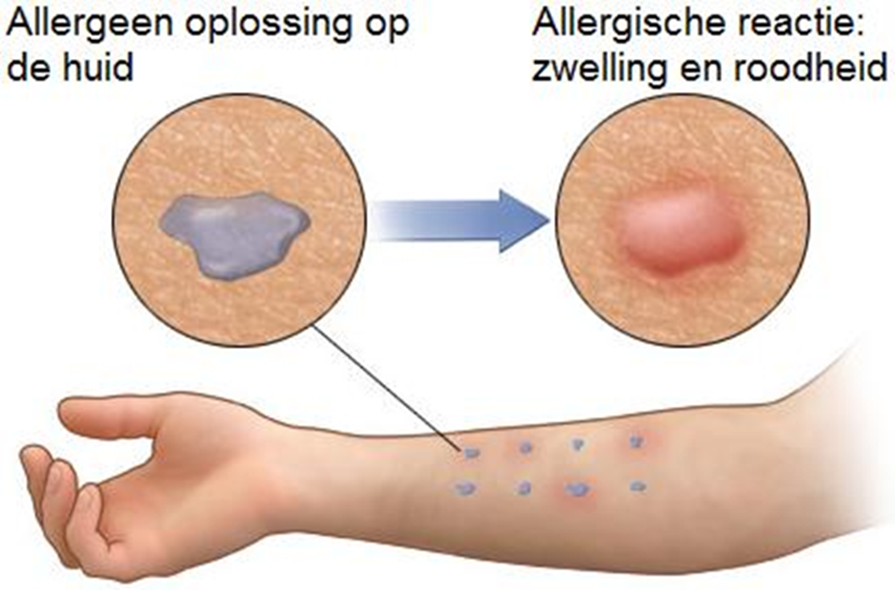 Allergeen oplossing op
de huid
Allergische reactie:
zwelling en roodheid